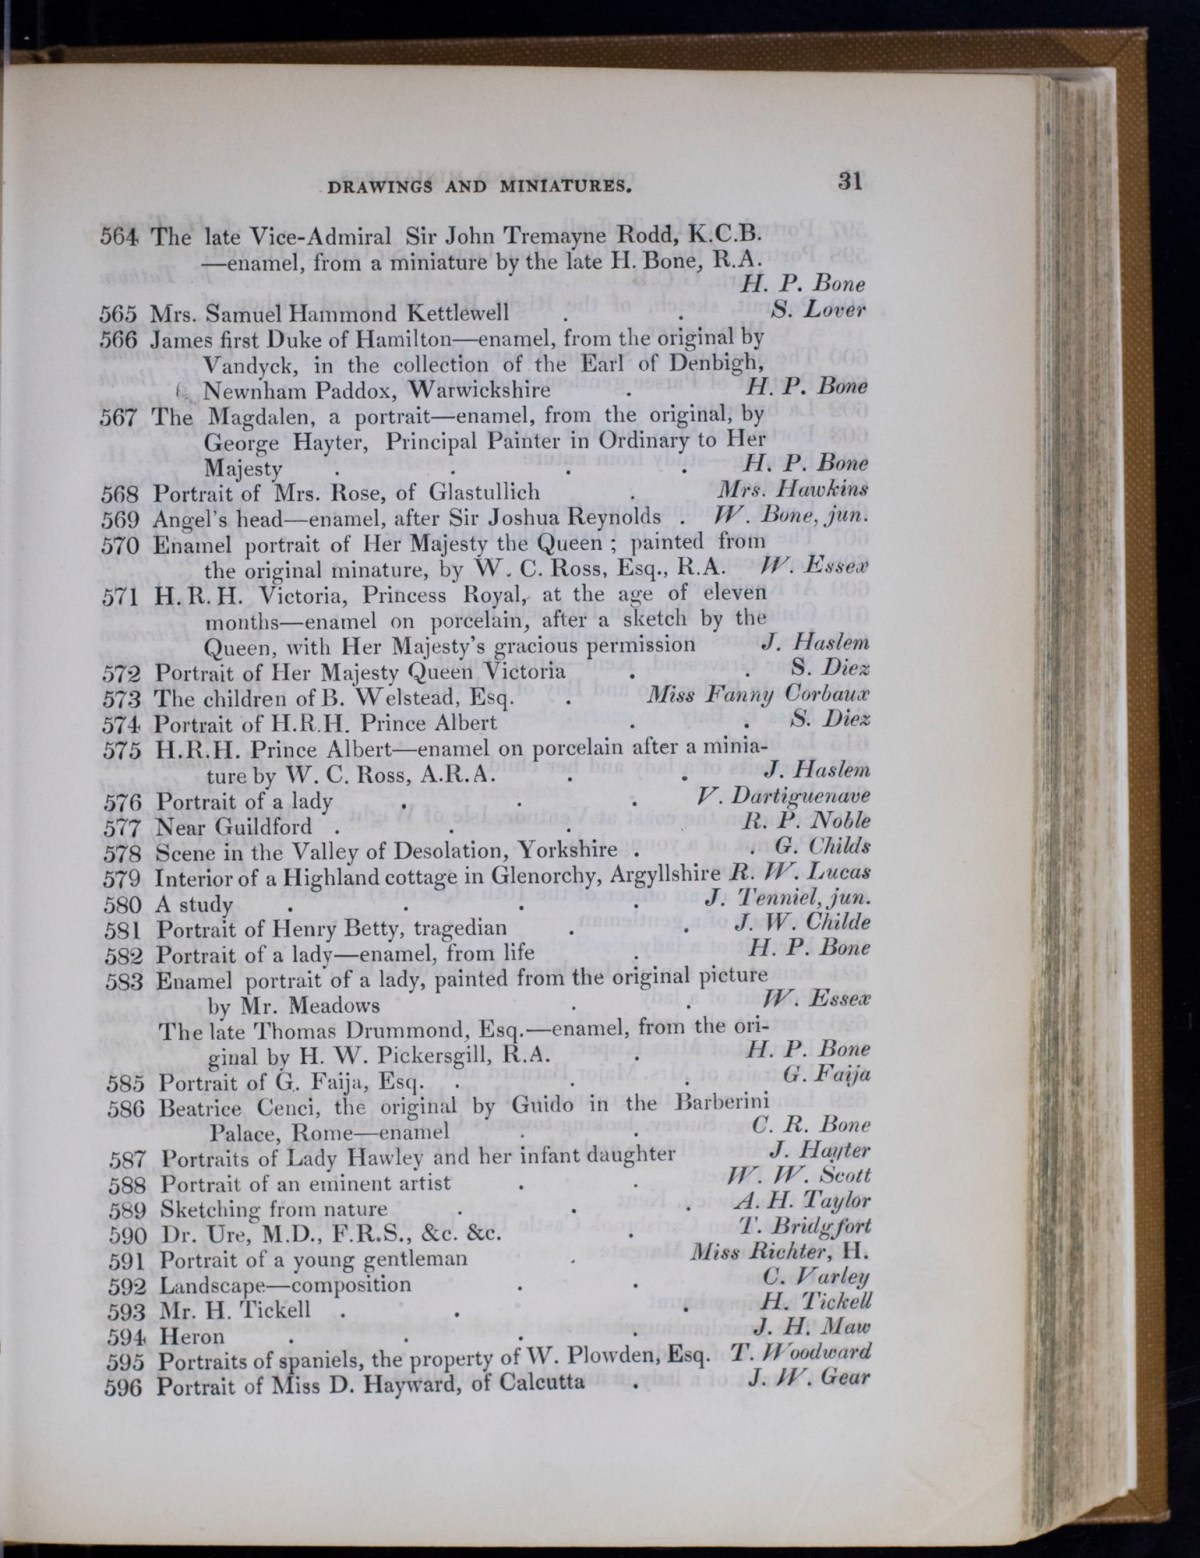 DRAWINGS AND MINIATURES. 31
564 The late Vice-Admiral Sir John Tremayne Rodd, K.C.B.
—enamel, from a miniature by the late H. Bone, R.A.
H. P. Bone
565 Mrs. Samuel Hammond Kettlewell . . S. Lover
566 James first Duke of Hamilton—enamel, from the original by
Vandyck, in the collection of the Earl of Denbigh,
Newnham Paddox, Warwickshire . H. P. Bone
567 The Magdalen, a portrait—enamel, from the original, by
George Hayter, Principal Painter in Ordinary to Her
Majesty . . . . H. P. Bone
568 Portrait of Mrs. Rose, of Glastullich . Mrs. Hawkins
569 Angel's head—enamel, after Sir Joshua Reynolds . W. Bone, jun.
570 Enamel portrait of Her Majesty the Queen ; painted from
the original minature, by W. C. Ross, Esq., R.A. W. Essex
571 H. R. H. Victoria, Princess Royal, at the age of eleven
months—enamel on porcelain, after a sketch by the
Queen, with Her Majesty's gracious permission J. Haslem
572 Portrait of Her Majesty Queen Victoria . . S. Diez
573 The children of B. Welstead, Esq. . Miss Fanny Corbaux
574 Portrait of H.R.H. Prince Albert . . S. Diez
575 H.R.H. Prince Albert—enamel on porcelain after a minia-
ture by W. C. Ross, A.R.A. . . J. Haslem
576 Portrait of a lady . . . V. Dartiguenave
577 Near Guildford . . . R. P. Noble
578 Scene in the Valley of Desolation, Yorkshire . . G. Childs
579 Interior of a Highland cottage in Glenorchy, Argyllshire R. W. Lucas
580 A study . . . . J. Tenniel, jun.
581 Portrait of Henry Betty, tragedian . . J. W. Childe
582 Portrait of a lady—enamel, from life . H. P. Bone
583 Enamel portrait of a lady, painted from the original picture
by Mr. Meadows . . W. Essex
The late Thomas Drummond, Esq.—enamel, from the ori-
ginal by H. W. Pickersgill, R.A. . H. P. Bone
585 Portrait of G. Faija, Esq. . . . G. Faija
586 Beatrice Cenci, the original by Guido in the Barberini
Palace, Rome—enamel . . C. R. Bone
587 Portraits of Lady Hawley and her infant daughter J. Hayter
588 Portrait of an eminent artist . . W. W. Scott
589 Sketching from nature . . . A. H. Taylor
590 Dr. Ure, M.D., F.R.S., &c. &c. . T. Bridgfort
591 Portrait of a young gentleman . Miss Richter, H.
592 Landscape—composition . . C. Varley
593 Mr. H. Tickell . . . H. Tickell
594 Heron . . . . J. H. Maw
595 Portraits of spaniels, the property of W. Plowden, Esq. T. Woodward
596 Portrait of Miss D. Hayward, of Calcutta . J. W. Gear